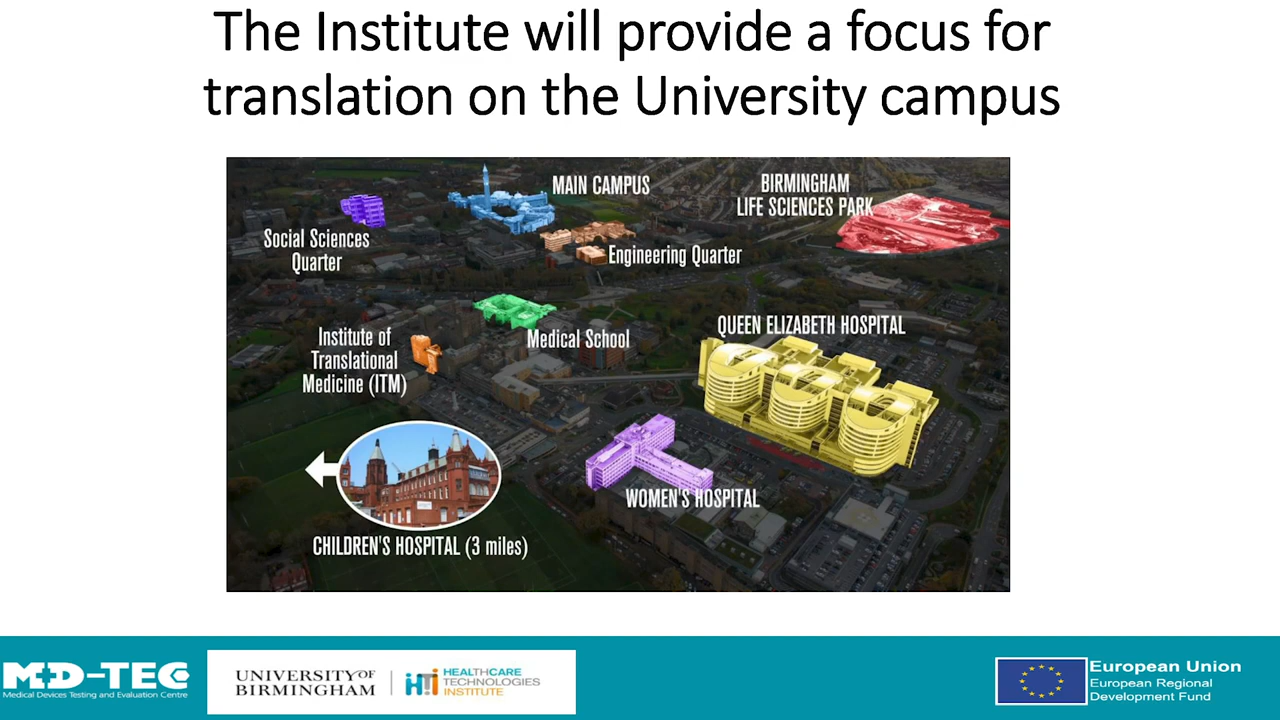 The Institute will provide a focus for
translation on the University campus
MAIN CAMPUS
BIRMINGHAM
LIFE SCIENCES PARK
Social Sciences
Quarter
Engineering Quarter
Institute of
Translational
Medicine (ITM)
Medical School
QUEEN ELIZABETH HOSPITAL
WOMEN'S HOSPITAL
CHILDREN'S HOSPITAL (3 miles)
MD-TEC
Medical Devices Testing and Evaluation Centre
UNIVERSITY OF
BIRMINGHAM
HTI
HEALTHCARE
TECHNOLOGIES
INSTITUTE
European Union
European Regional
Development Fund